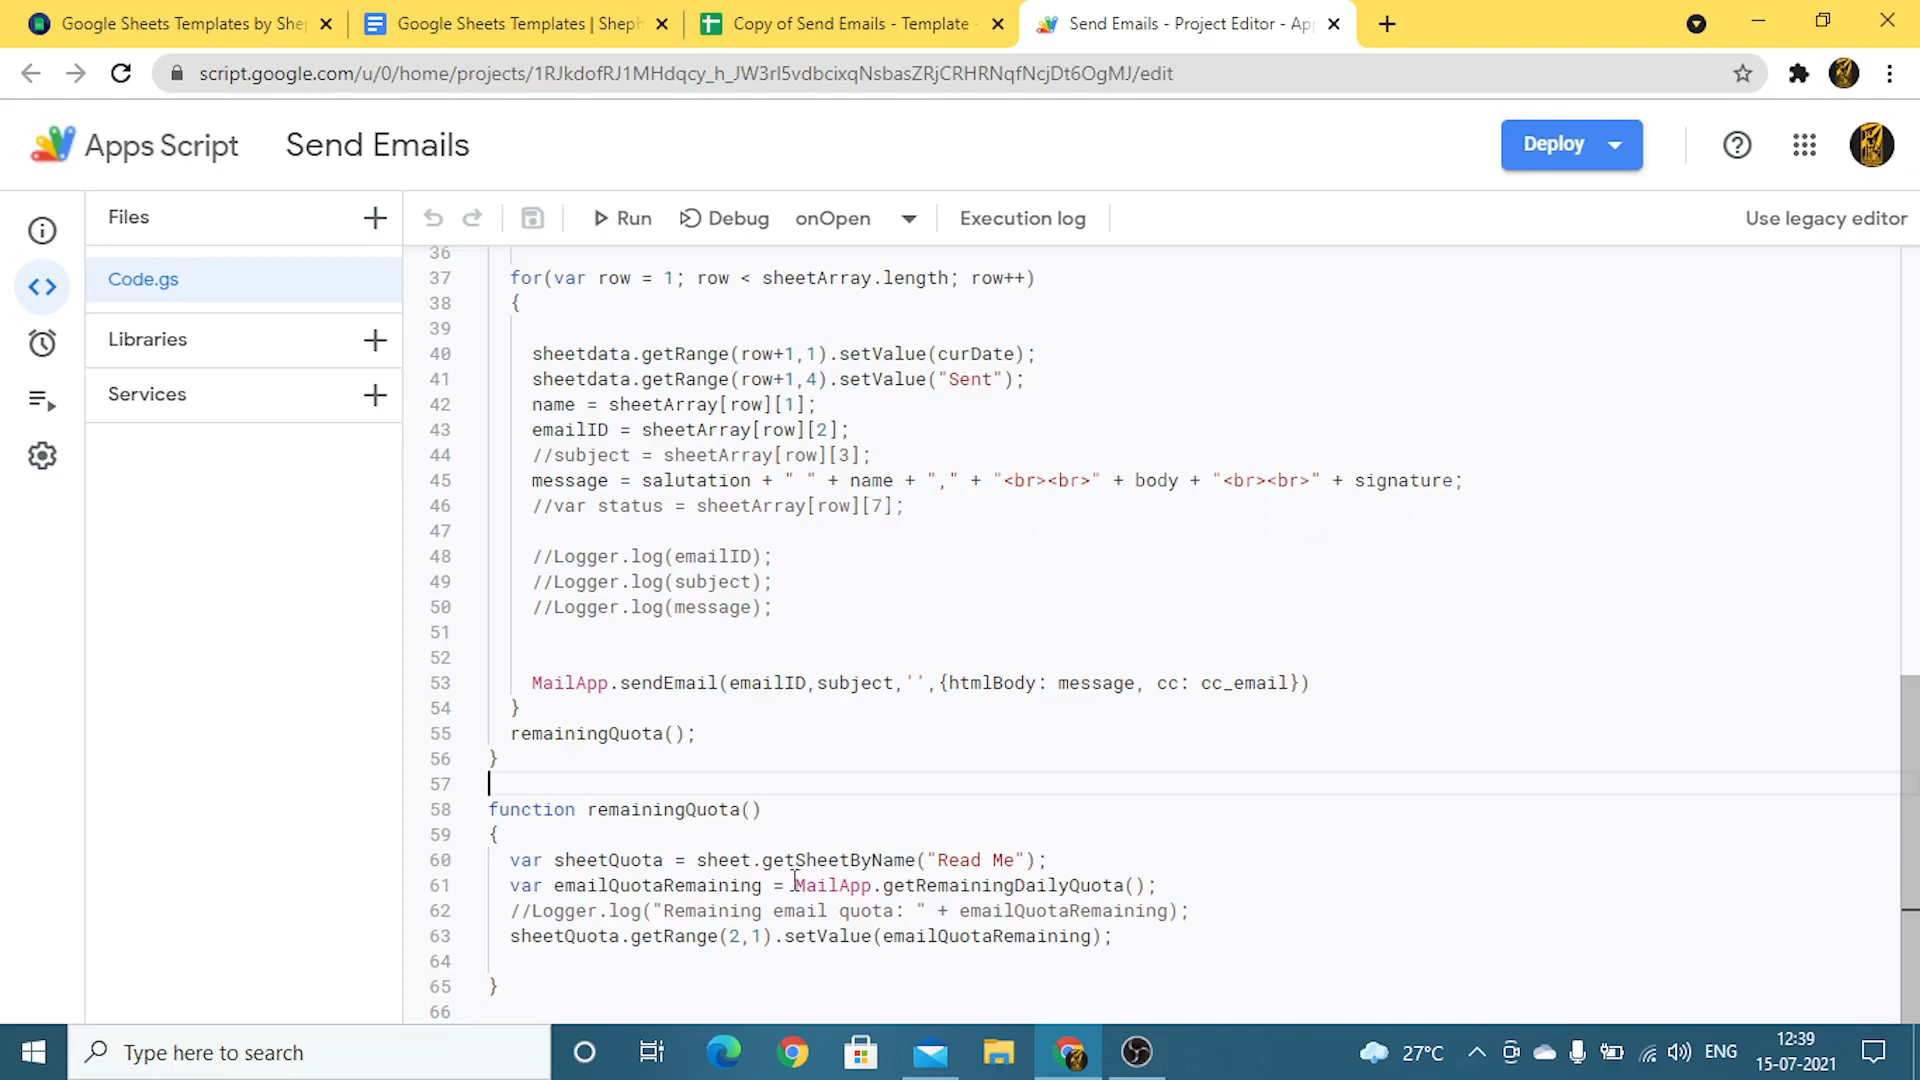 Google Sheets Templates by Shep
Google Sheets Templates | Sheph
Copy of Send Emails - Template -
Send Emails - Project Editor - Ap
script.google.com/u/0/home/projects/1RJkdofRJ1MHdqcy_h_JW3rI5vdbcixqNsbasZRjCRHRNqfNcjDt6OgMJ/edit
Apps Script
Send Emails
Deploy
Files
Run
Debug
onOpen
Execution log
Use legacy editor
Code.gs
Libraries
Services
36
37 for(var row = 1; row < sheetArray.length; row++)
38 {
39
40 sheetdata.getRange(row+1,1).setValue(curDate);
41 sheetdata.getRange(row+1,4).setValue("Sent");
42 name = sheetArray[row][1];
43 emailID = sheetArray[row][2];
44 //subject = sheetArray[row][3];
45 message = salutation + " " + name + "," + "<br><br>" + body + "<br><br>" + signature;
46 //var status = sheetArray[row][7];
SHEPHERD GAMES
47
48 //Logger.log(emailID);
49 //Logger.log(subject);
50 //Logger.log(message);
51
52
53 MailApp.sendEmail(emailID,subject,'',{htmlBody: message, cc: cc_email})
54 }
55 remainingQuota();
56 }
57
58 function remainingQuota()
59 {
60 var sheetQuota = sheet.getSheetByName("Read Me");
61 var emailQuotaRemaining = MailApp.getRemainingDailyQuota();
62 //Logger.log("Remaining email quota: " + emailQuotaRemaining);
63 sheetQuota.getRange(2,1).setValue(emailQuotaRemaining);
64
65 }
66
Type here to search
27°C
ENG
12:39
15-07-2021